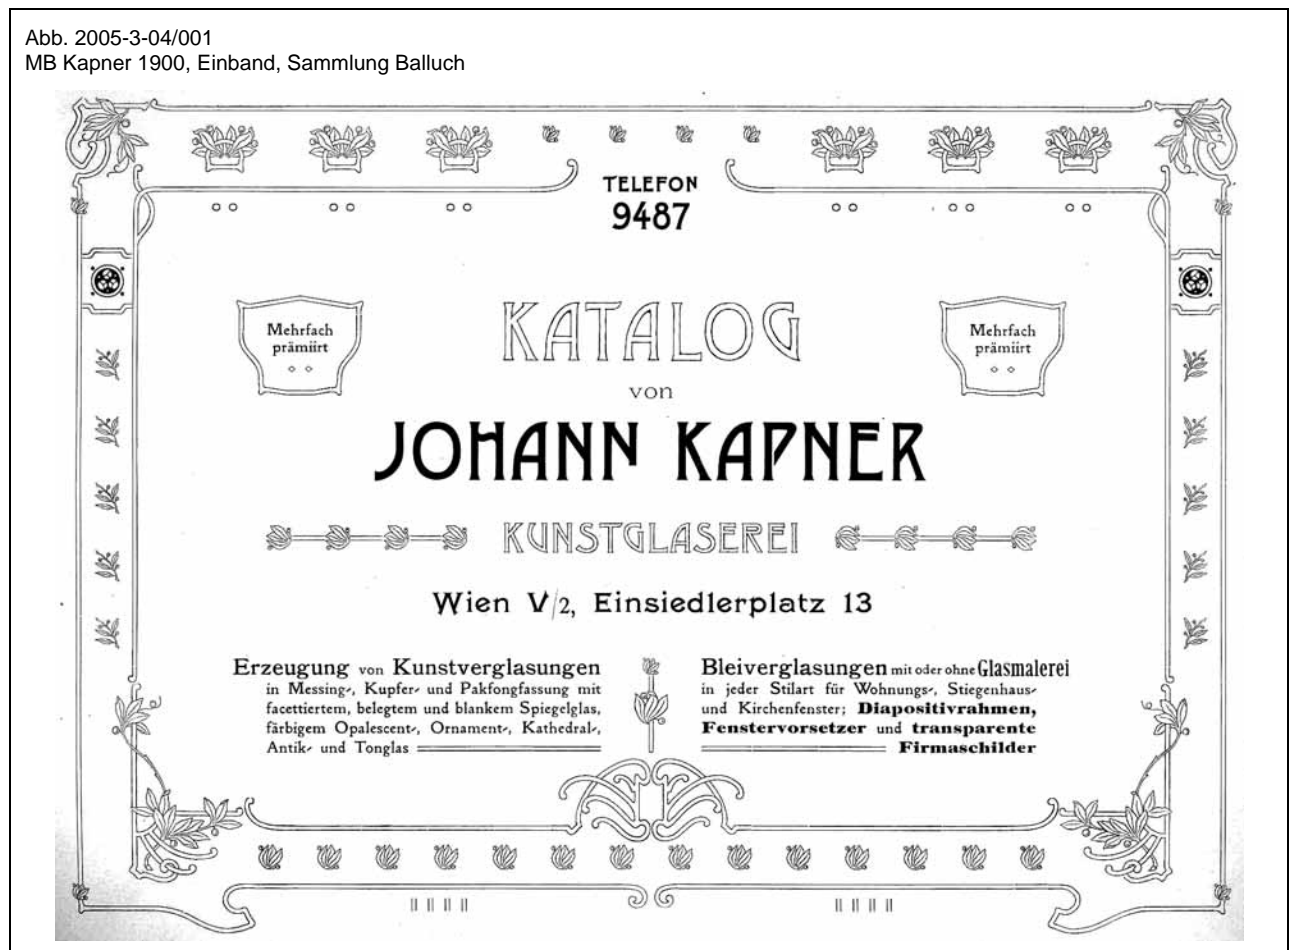 Abb. 2005-3-04/001
MB Kapner 1900, Einband, Sammlung Balluch
TELEFON
9487
Mehrfach
prämiirt
KATALOG
Mehrfach
prämiirt
von
JOHANN KAPNER
KUNSTGLASEREI
Wien V/2, Einsiedlerplatz 13
Erzeugung von Kunstverglasungen
in Messing-, Kupfer- und Pakfongfassung mit
facettiertem, belegtem und blankem Spiegelglas,
färbigem Opalescent-, Ornament-, Kathedral-,
Antik- und Tonglas
Bleiverglasungen mit oder ohne Glasmalerei
in jeder Stilart für Wohnungs-, Stiegenhaus-
und Kirchenfenster; Diapositivrahmen,
Fenstervorsetzer und transparente
Firmaschilder